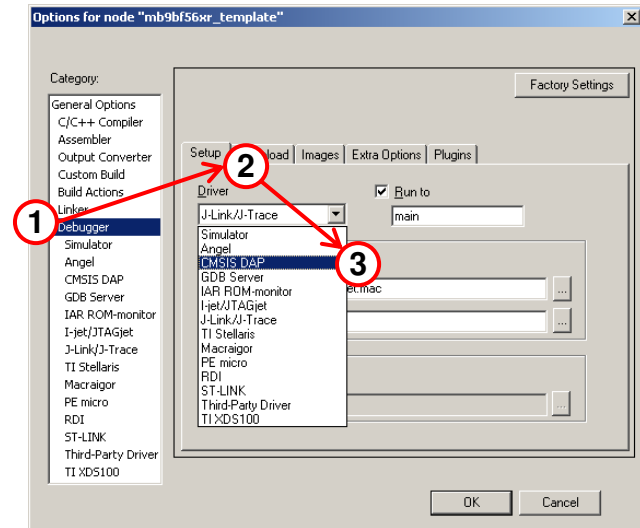 Options for node "mb9bf56xr_template"
Category:
Factory Settings
General Options
C/C++ Compiler
Assembler
Output Converter
Custom Build
Build Actions
Linker
Debugger
Simulator
Angel
CMSIS DAP
GDB Server
IAR ROM-monitor
I-jet/JTAGjet
J-Link/J-Trace
TI Stellaris
Macraigor
PE micro
RDI
ST-LINK
Third-Party Driver
TI XDS100
1
2
3
Setup
Images
Extra Options
Plugins
Driver
Run to
J-Link/J-Trace
main
Simulator
Angel
CMSIS DAP
GDB Server
IAR ROM-monitor
I-jet/JTAGjet
J-Link/J-Trace
TI Stellaris
Macraigor
PE micro
RDI
ST-LINK
Third-Party Driver
TI XDS100
...
...
...
OK
Cancel